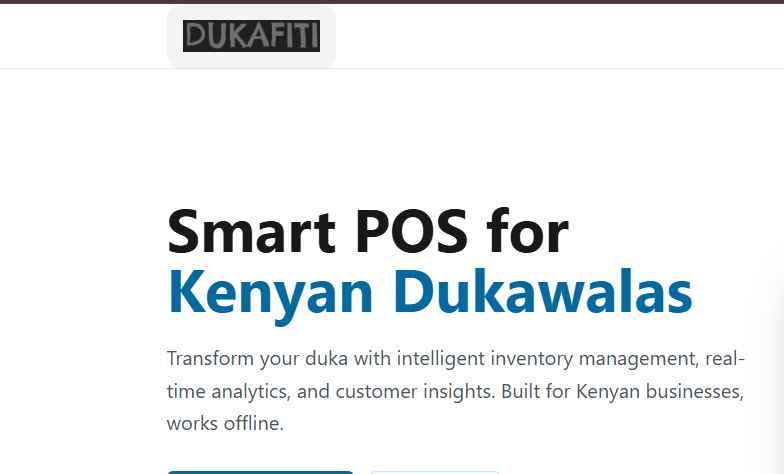 DUKAFITI
Smart POS for
Kenyan Dukawalas
Transform your duka with intelligent inventory management, real-
time analytics, and customer insights. Built for Kenyan businesses,
works offline.